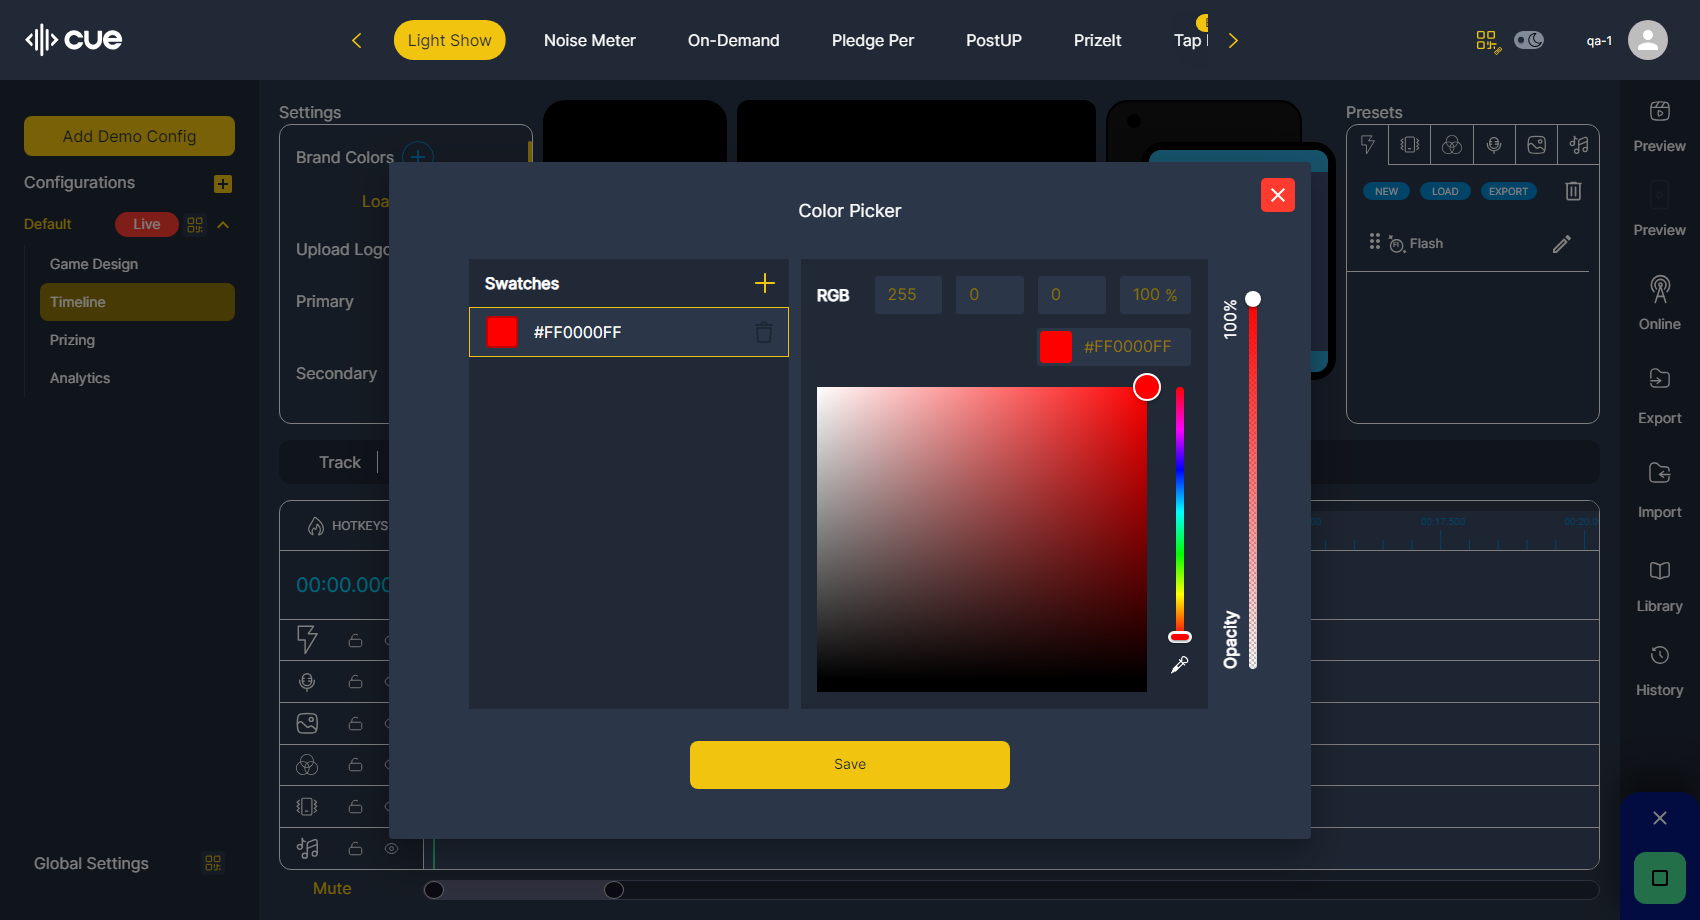 cue
Light Show
Noise Meter
On-Demand
Pledge Per
PostUP
PrizeIt
Tap
qa-1
Add Demo Config
Configurations
Default
Live
Game Design
Timeline
Prizing
Analytics
Global Settings
Settings
Brand Colors
Loa
Upload Logo
Primary
Secondary
Track
HOTKEYS
00:00.000
Mute
Color Picker
Swatches
#FF0000FF
RGB
255
0
0
100 %
#FF0000FF
100%
Opacity
Save
00:17.500
Presets
NEW
LOAD
EXPORT
Flash
Preview
Preview
Online
Export
Import
Library
History